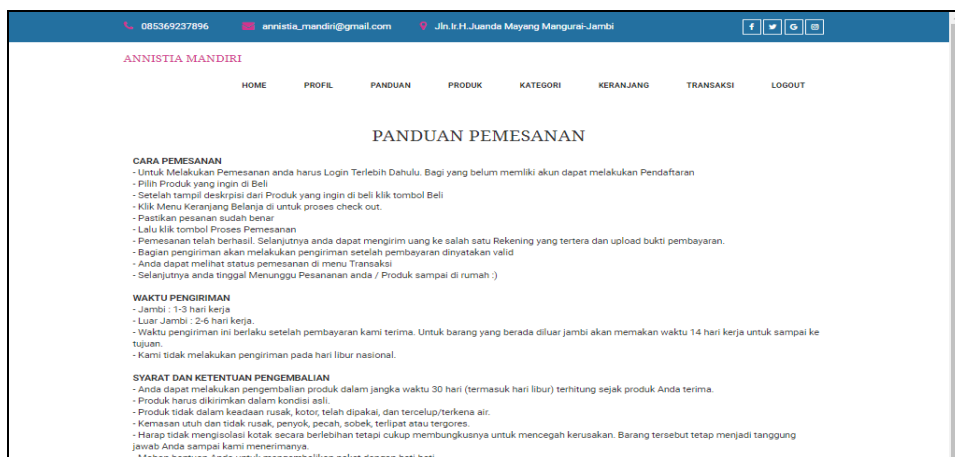 085369237896 annistia_mandiri@gmail.com Jln.Ir.H.Juanda Mayang Mangurai-Jambi
ANNISTIA MANDIRI
HOME PROFIL PANDUAN PRODUK KATEGORI KERANJANG TRANSAKSI LOGOUT
PANDUAN PEMESANAN
CARA PEMESANAN
- Untuk Melakukan Pemesanan anda harus Login Terlebih Dahulu. Bagi yang belum memliki akun dapat melakukan Pendaftaran
- Pilih Produk yang ingin di Beli
- Setelah tampil deskrpisi dari Produk yang ingin di beli klik tombol Beli
- Klik Menu Keranjang Belanja di untuk proses check out.
- Pastikan pesanan sudah benar
- Lalu klik tombol Proses Pemesanan
- Pemesanan telah berhasil. Selanjutnya anda dapat mengirim uang ke salah satu Rekening yang tertera dan upload bukti pembayaran.
- Bagian pengiriman akan melakukan pengiriman setelah pembayaran dinyatakan valid
- Anda dapat melihat status pemesanan di menu Transaksi
- Selanjutnya anda tinggal Menunggu Pesananan anda / Produk sampai di rumah :)
WAKTU PENGIRIMAN
- Jambi : 1-3 hari kerja
- Luar Jambi : 2-6 hari kerja.
- Waktu pengiriman ini berlaku setelah pembayaran kami terima. Untuk barang yang berada diluar jambi akan memakan waktu 14 hari kerja untuk sampai ke
tujuan.
- Kami tidak melakukan pengiriman pada hari libur nasional.
SYARAT DAN KETENTUAN PENGEMBALIAN
- Anda dapat melakukan pengembalian produk dalam jangka waktu 30 hari (termasuk hari libur) terhitung sejak produk Anda terima.
- Produk harus dikirimkan dalam kondisi asli.
- Produk tidak dalam keadaan rusak, kotor, telah dipakai, dan tercelup/terkena air.
- Kemasan utuh dan tidak rusak, penyok, pecah, sobek, terlipat atau tergores.
- Harap tidak mengisolasi kotak secara berlebihan tetapi cukup membungkusnya untuk mencegah kerusakan. Barang tersebut tetap menjadi tanggung
jawab Anda sampai kami menerimanya.